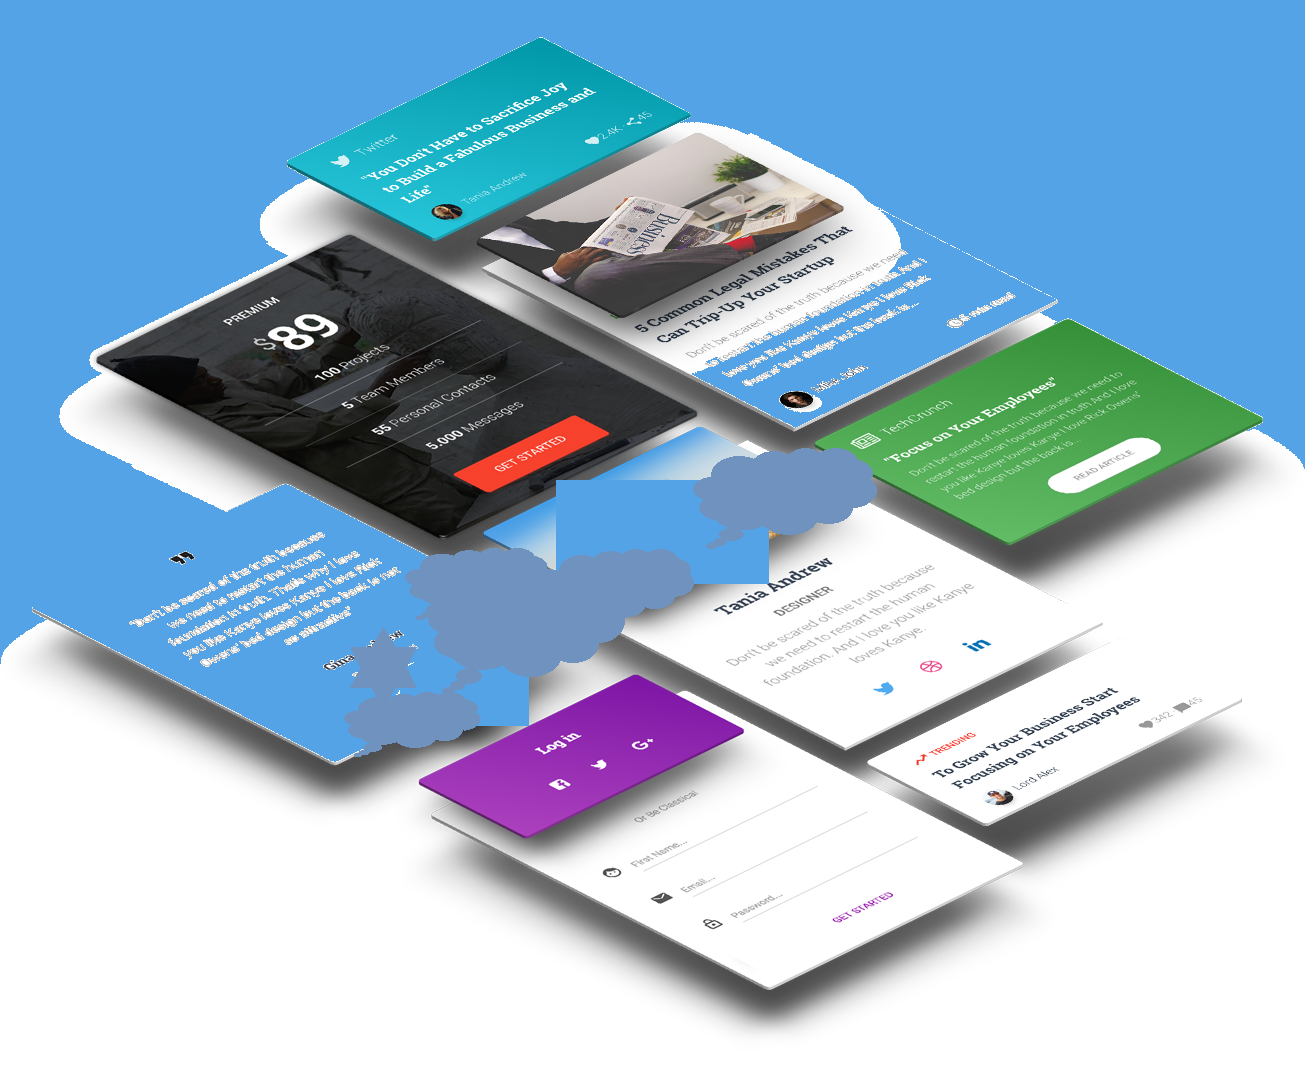 Twitter
"You Don't Have to Sacrifice Joy
to Build a Fabulous Business and
Life"
Tania Andrew
2.4K 45
Business
5 Common Legal Mistakes That
Can Trip-Up Your Startup
Don't be scared of the truth because we need
PREMIUM
$89
100 Projects
5 Team Members
55 Personal Contacts
5.000 Messages
GET STARTED
TechCrunch
"Focus on Your Employees"
Don't be scared of the truth because we need to
restart the human foundation in truth And I love
you like Kanye loves Kanye I love Rick Owens'
bed design but the back is...
READ ARTICLE
"Don't be scared of the truth because
we need to restart the human
foundation in truth. Thats why I love
you like Kanye loves Kanye I love Rick
Owens' bed design but the back is not
an attractive"
Gina
Tania Andrew
DESIGNER
Don't be scared of the truth because
we need to restart the human
foundation. And I love you like Kanye
loves Kanye.
in
TRENDING
To Grow Your Business Start
Focusing on Your Employees
Lord Alex
342 45
Log in
G+
Or Be Classical
First Name...
Email...
Password...
GET STARTED